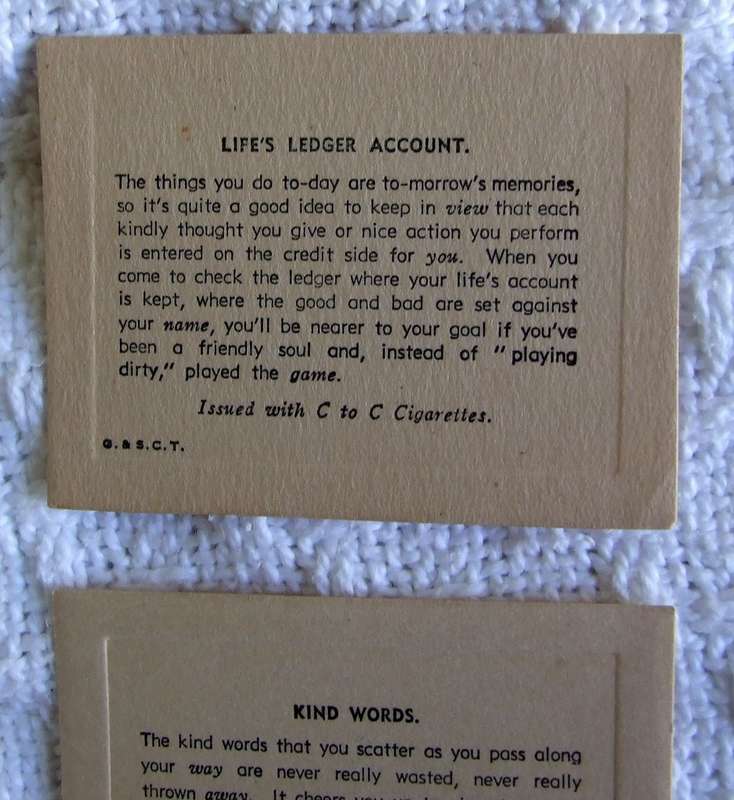 LIFE'S LEDGER ACCOUNT.
The things you do to-day are to-morrow's memories,
so it's quite a good idea to keep in view that each
kindly thought you give or nice action you perform
is entered on the credit side for you. When you
come to check the ledger where your life's account
is kept, where the good and bad are set against
your name, you'll be nearer to your goal if you've
been a friendly soul and, instead of "playing
dirty," played the game.
Issued with C to C Cigarettes.
G. & S.C.T.
KIND WORDS.
The kind words that you scatter as you pass along
your way are never really wasted, never really
thrown away. It cheers you